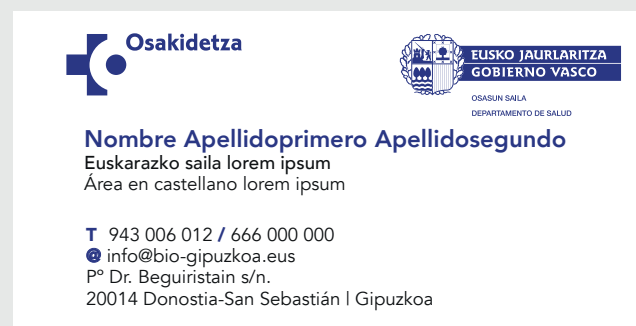 Osakidetza
EUSKO JAURLARITZA
GOBIERNO VASCO
OSASUN SAILA
DEPARTAMENTO DE SALUD
Nombre Apellidoprimero Apellidosegundo
Euskarazko saila lorem ipsum
Área en castellano lorem ipsum
T 943 006 012 / 666 000 000
@ info@bio-gipuzkoa.eus
Pº Dr. Beguiristain s/n.
20014 Donostia-San Sebastián | Gipuzkoa